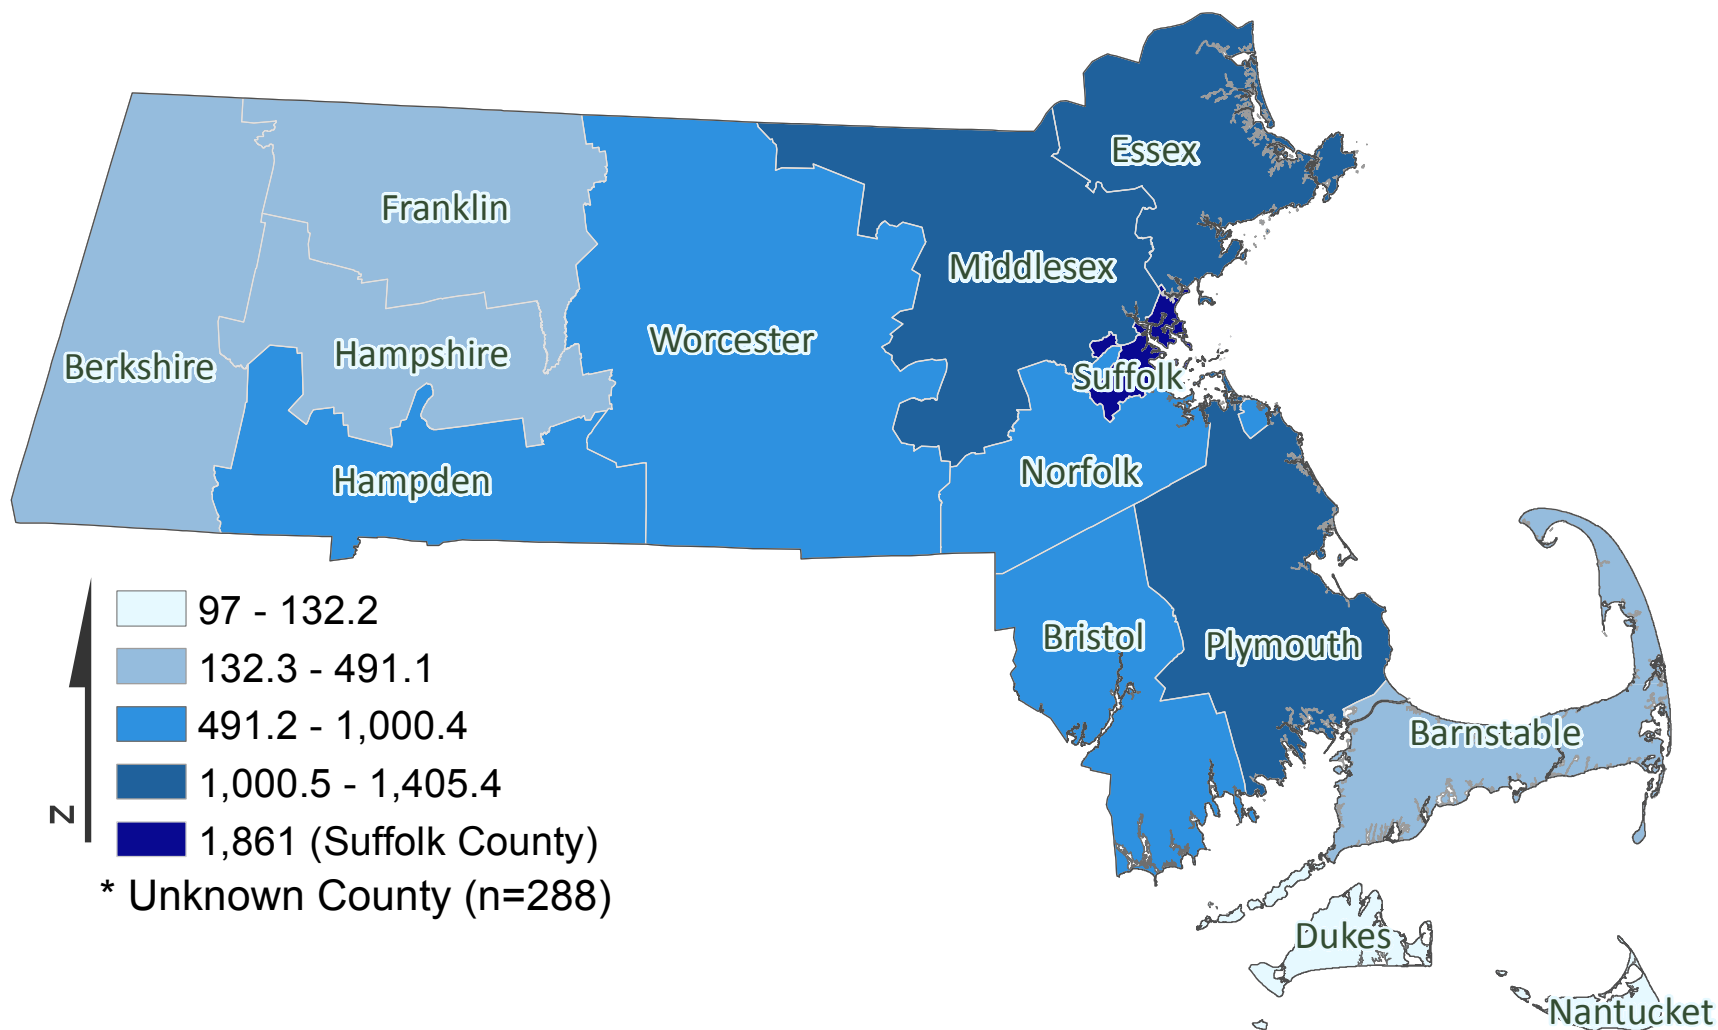 Essex
Franklin
Middlesex
Worcester
Hampshire
Berkshire
Suffolk
Norfolk
Hampden
97 - 132.2
132.3 - 491.1
491.2 - 1,000.4
1,000.5 - 1,405.4
1,861 (Suffolk County)
* Unknown County (n=288)
N
Bristol
Plymouth
Barnstable
Dukes
Nantucket